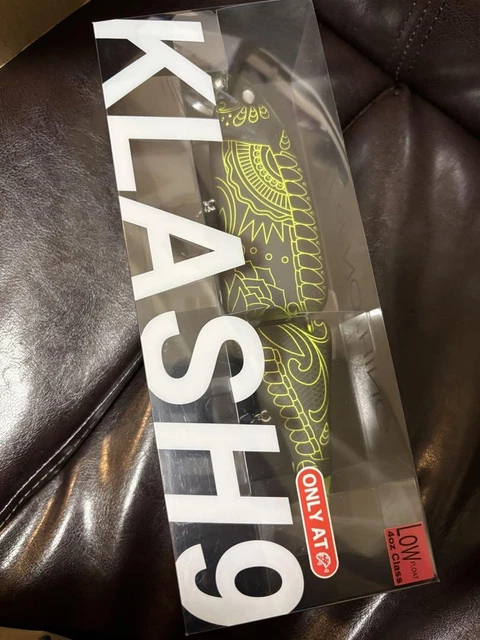 KLASH9
ONLY AT
LOW FLOAT
4oz Class